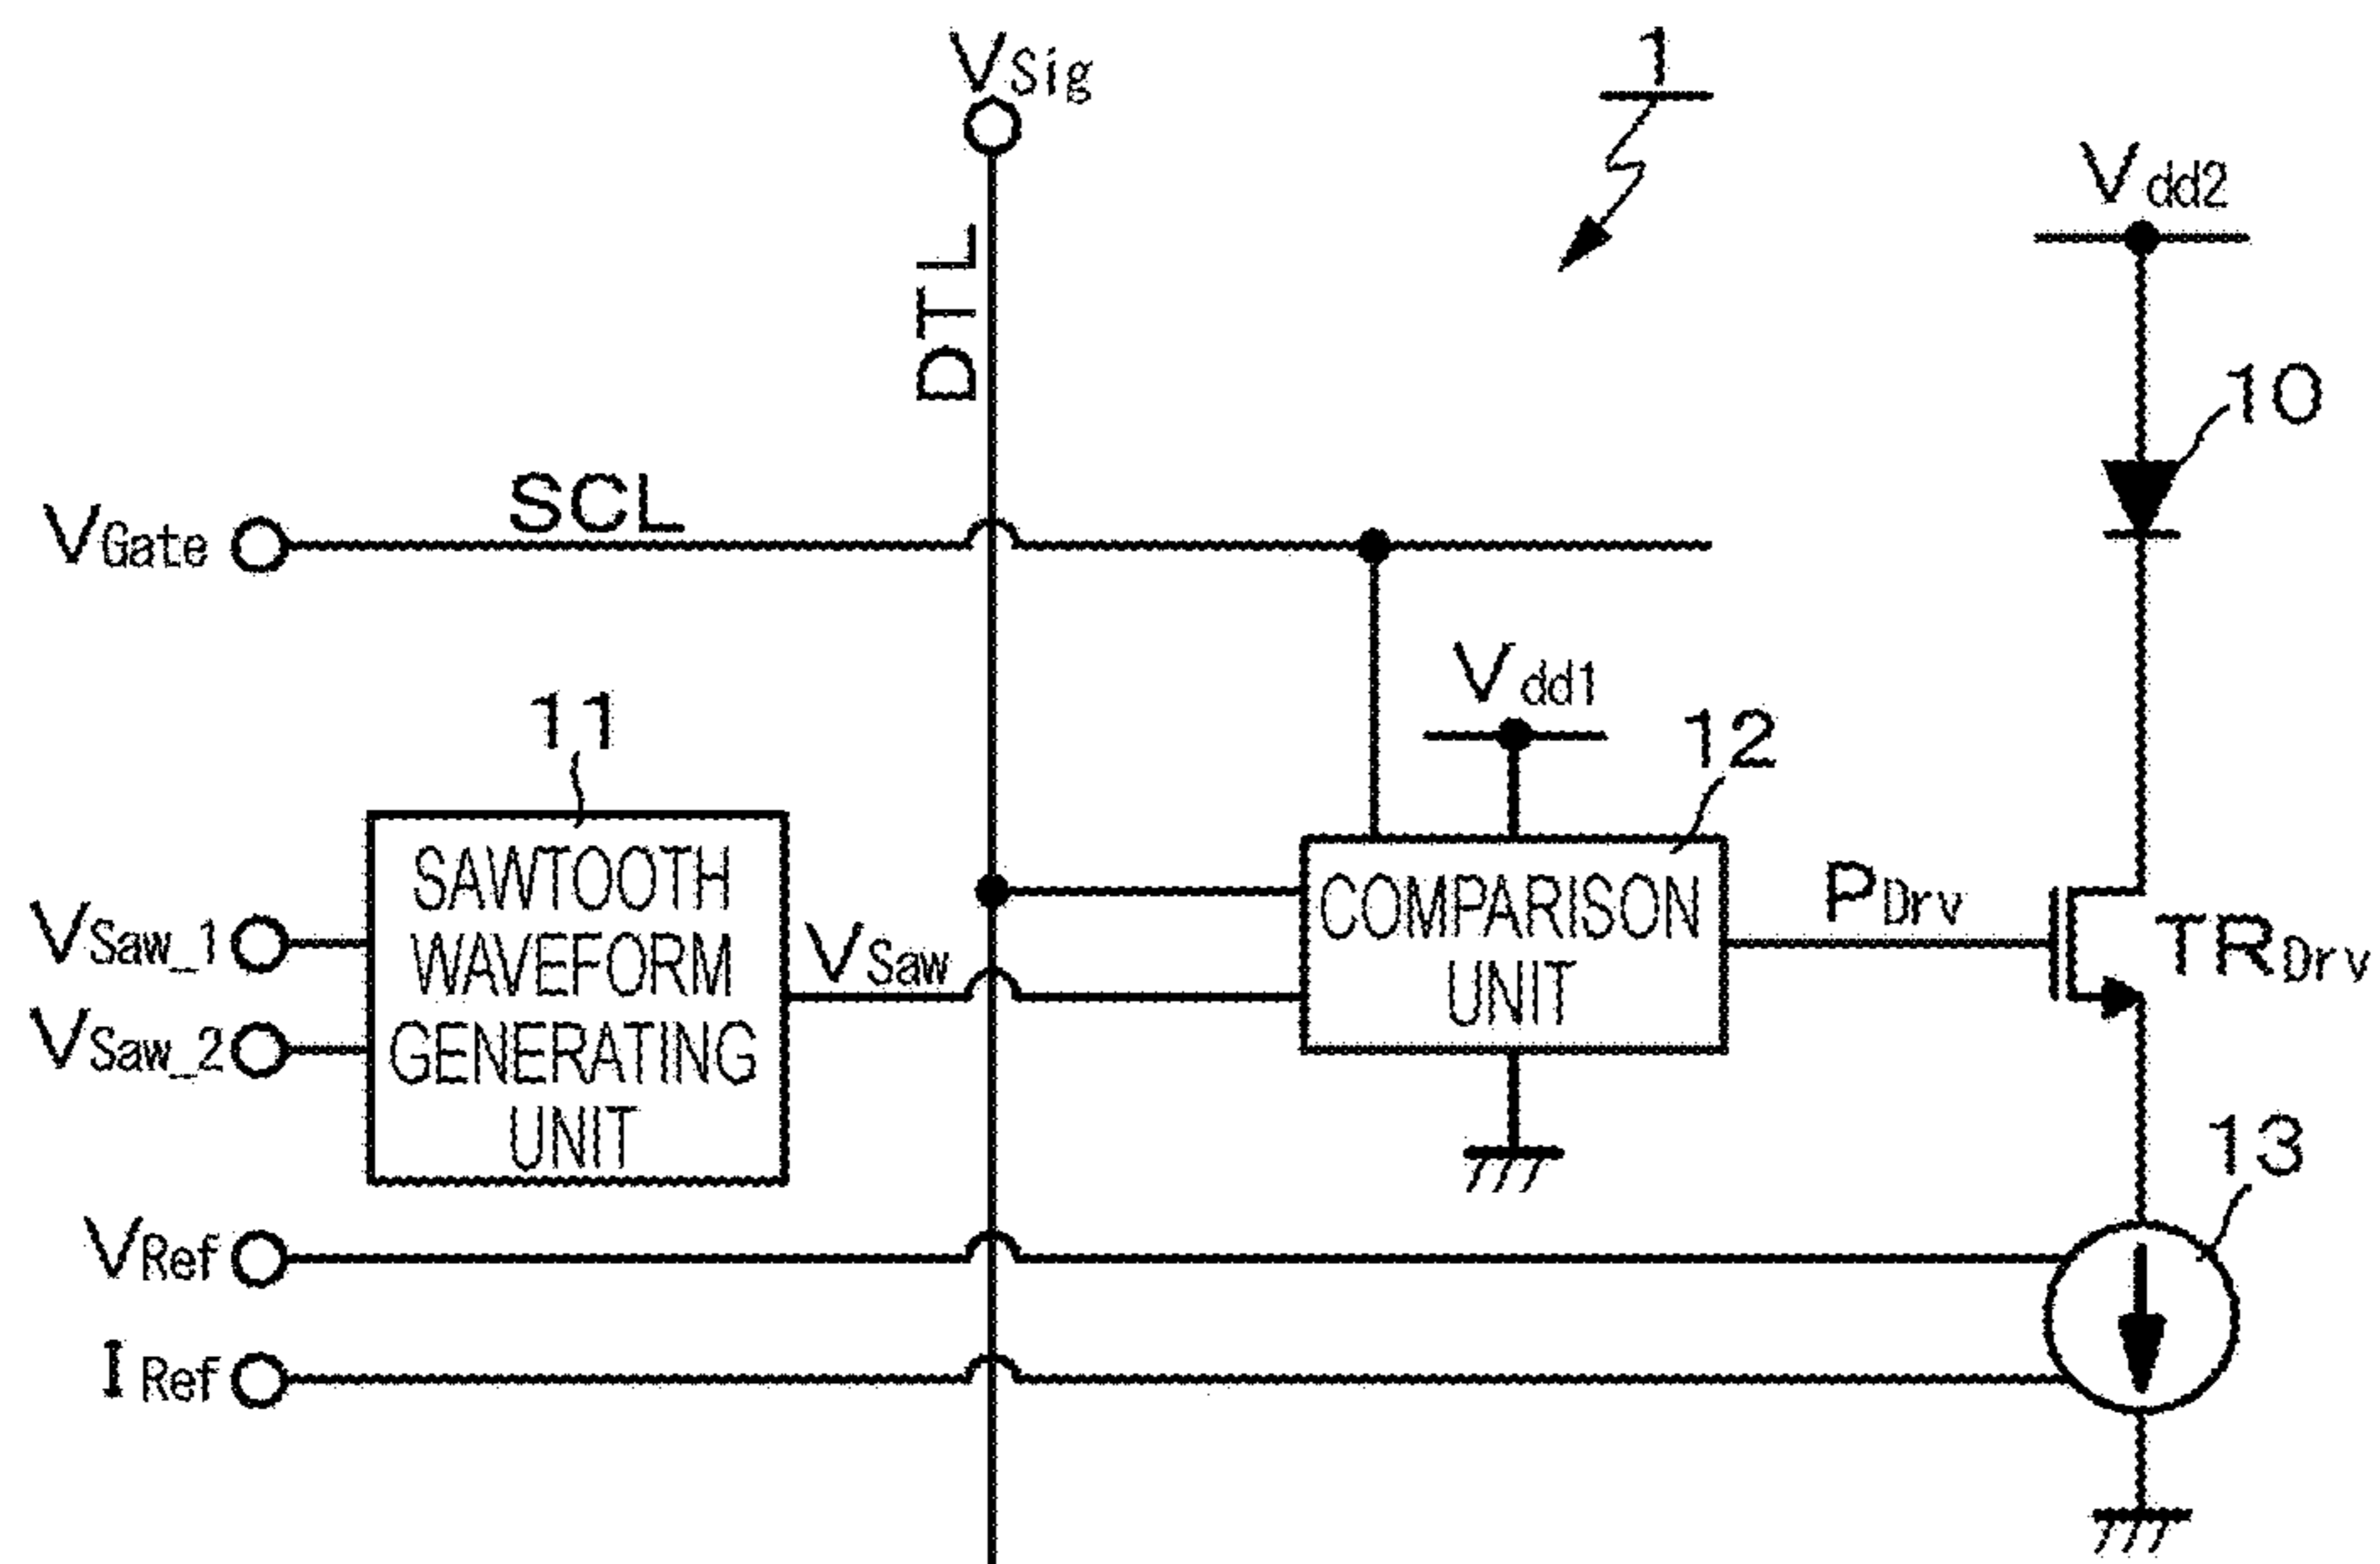 VSig
1
Vdd2
DTL
10
VGate
SCL
Vdd1
11
12
SAWTOOTH
WAVEFORM
GENERATING
UNIT
VSaw_1
VSaw_2
VSaw
COMPARISON
UNIT
PDrv
TRDrv
13
VRef
IRef